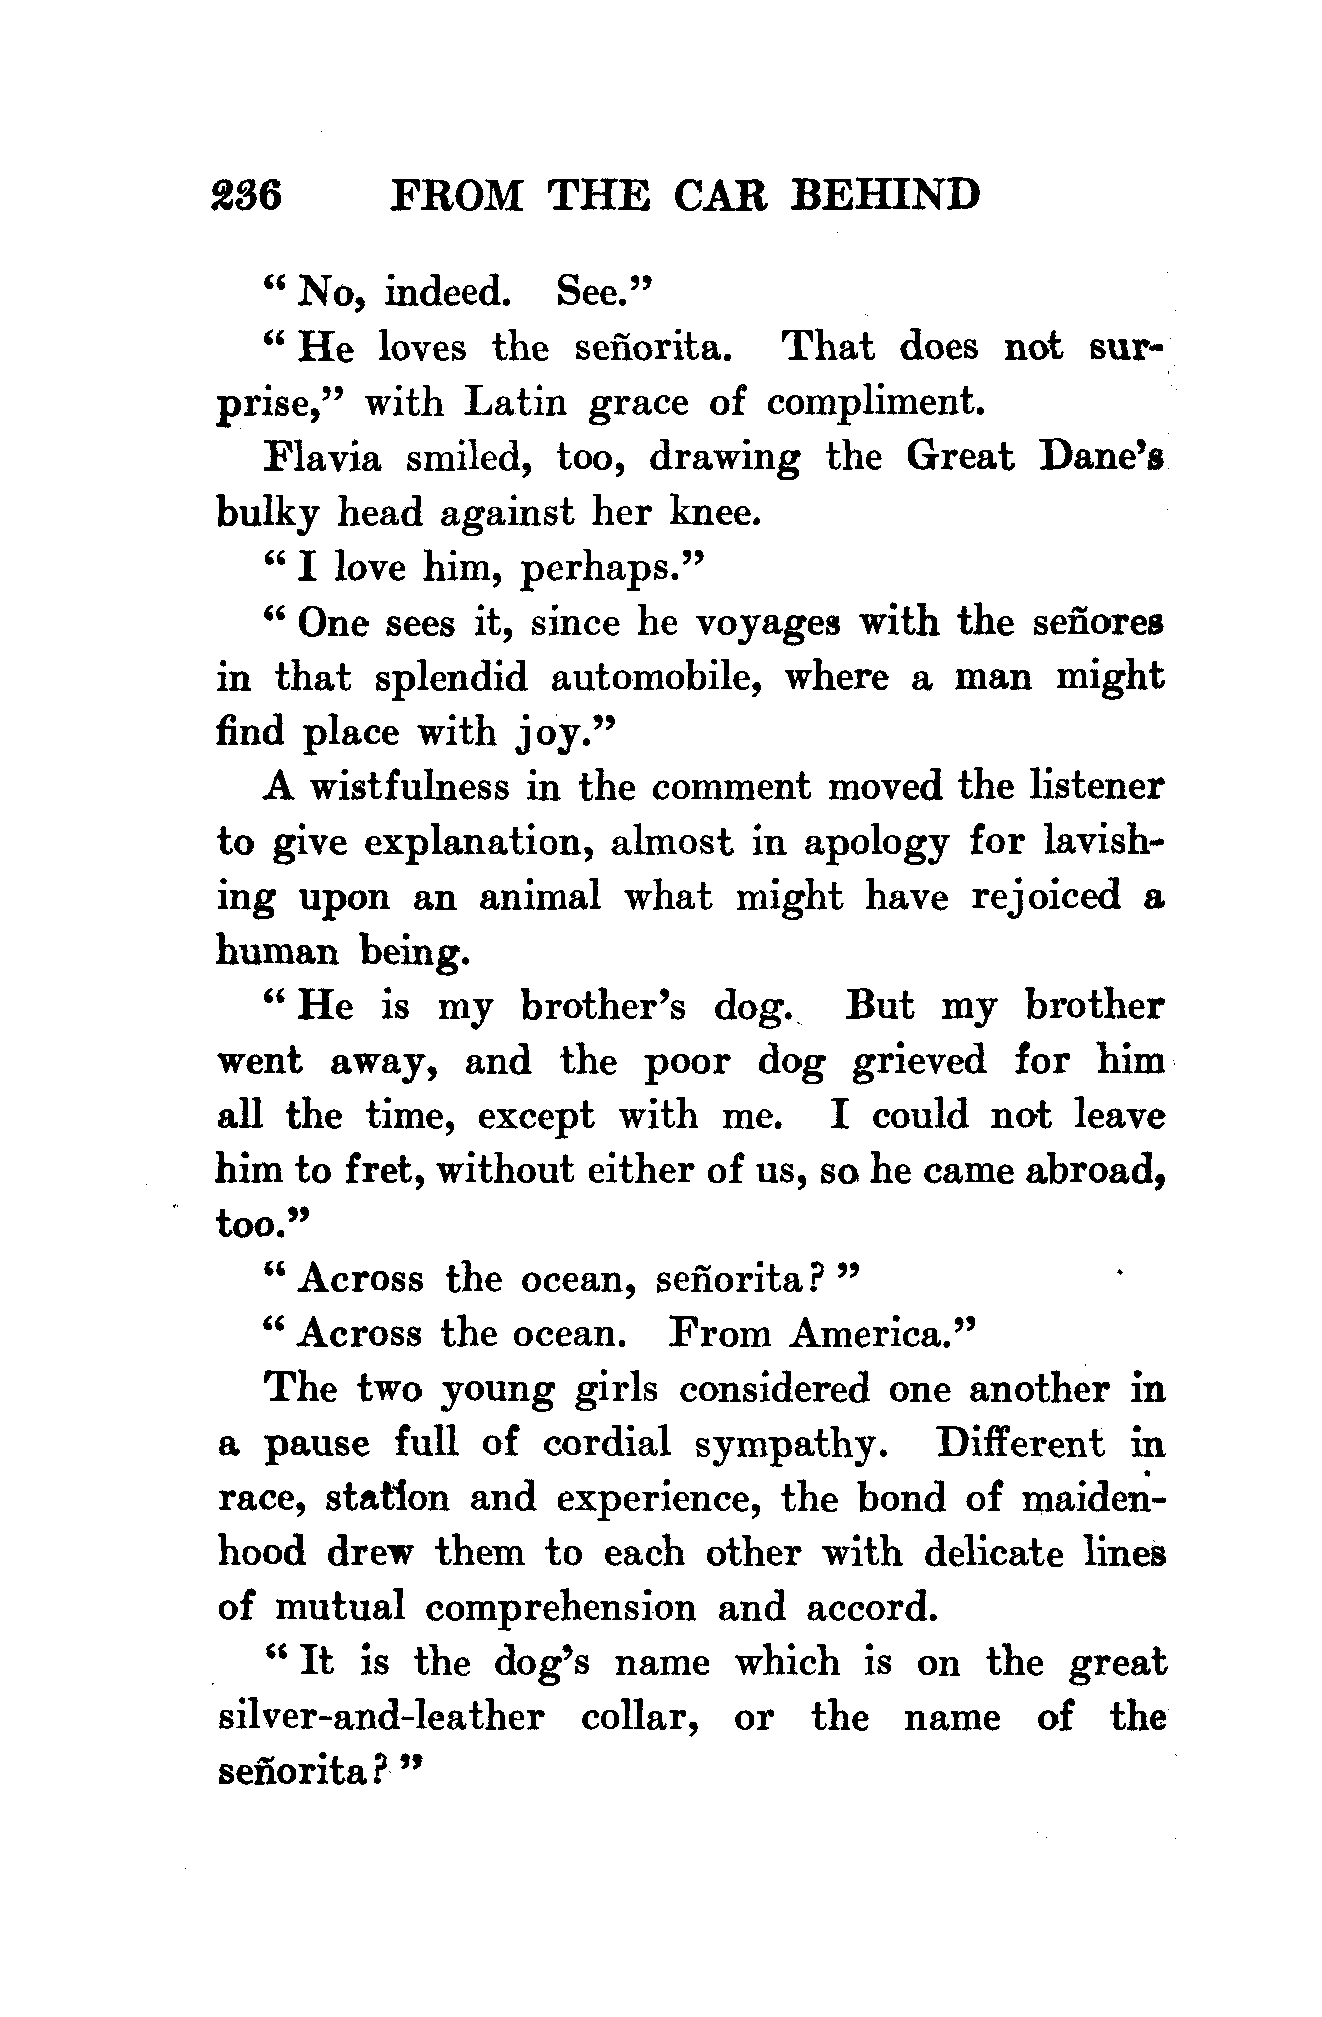 236 FROM THE CAR BEHIND
“ No, indeed. See.”
“ He loves the señorita. That does not sur-
prise,” with Latin grace of compliment.
Flavia smiled, too, drawing the Great Dane’s
bulky head against her knee.
“ I love him, perhaps.”
“ One sees it, since he voyages with the señores
in that splendid automobile, where a man might
find place with joy.”
A wistfulness in the comment moved the listener
to give explanation, almost in apology for lavish-
ing upon an animal what might have rejoiced a
human being.
“ He is my brother’s dog. But my brother
went away, and the poor dog grieved for him
all the time, except with me. I could not leave
him to fret, without either of us, so he came abroad,
too.”
“ Across the ocean, señorita? ”
“ Across the ocean. From America.”
The two young girls considered one another in
a pause full of cordial sympathy. Different in
race, station and experience, the bond of maiden-
hood drew them to each other with delicate lines
of mutual comprehension and accord.
“ It is the dog’s name which is on the great
silver-and-leather collar, or the name of the
señorita? ”